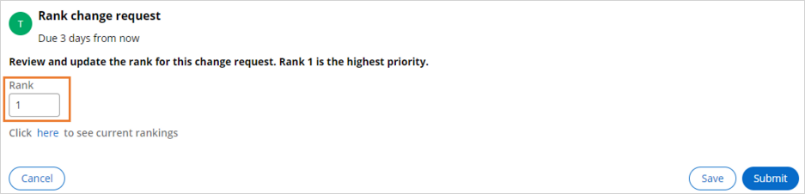 T
Rank change request
Due 3 days from now
Review and update the rank for this change request. Rank 1 is the highest priority.
Rank
1
Click here to see current rankings
Cancel Save Submit